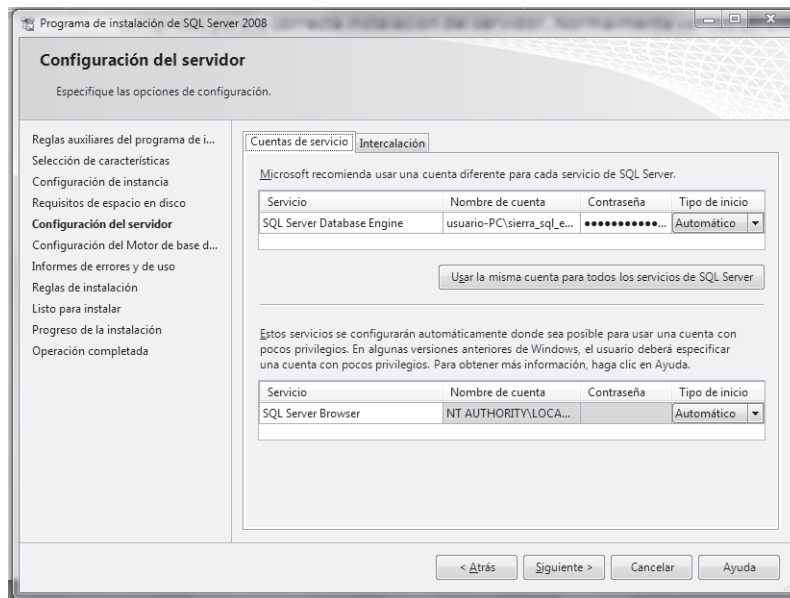 Programa de instalación de SQL Server 2008
Configuración del servidor
Especifique las opciones de configuración.
Reglas auxiliares del programa de i...
Selección de características
Configuración de instancia
Requisitos de espacio en disco
Configuración del servidor
Configuración del Motor de base d...
Informes de errores y de uso
Reglas de instalación
Listo para instalar
Progreso de la instalación
Operación completada
Cuentas de servicio Intercalación
Microsoft recomienda usar una cuenta diferente para cada servicio de SQL Server.
Servicio Nombre de cuenta Contraseña Tipo de inicio
SQL Server Database Engine usuario-PC\sierra_sql_e... ●●●●●●●●●●●... Automático
Usar la misma cuenta para todos los servicios de SQL Server
Estos servicios se configurarán automáticamente donde sea posible para usar una cuenta con
pocos privilegios. En algunas versiones anteriores de Windows, el usuario deberá especificar
una cuenta con pocos privilegios. Para obtener más información, haga clic en Ayuda.
Servicio Nombre de cuenta Contraseña Tipo de inicio
SQL Server Browser NT AUTHORITY\LOCA... Automático
< Atrás Siguiente > Cancelar Ayuda